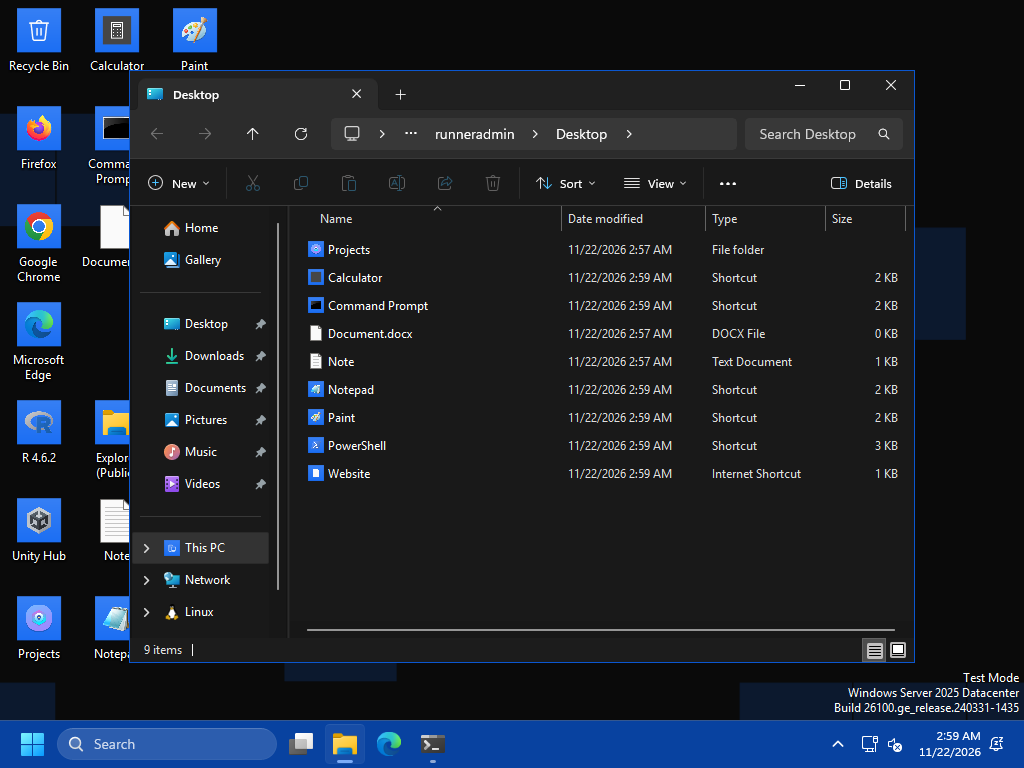 Recycle Bin
Calculator
Paint
Firefox
Comma
Promp
Google
Chrome
Documen
Microsoft
Edge
R 4.6.2
Explor
(Public
Unity Hub
Note
Projects
Notepa
Desktop
runneradmin
Desktop
Search Desktop
New
Sort
View
Details
Home
Gallery
Desktop
Downloads
Documents
Pictures
Music
Videos
This PC
Network
Linux
Name Date modified Type Size
Projects 11/22/2026 2:57 AM File folder
Calculator 11/22/2026 2:59 AM Shortcut 2 KB
Command Prompt 11/22/2026 2:59 AM Shortcut 2 KB
Document.docx 11/22/2026 2:57 AM DOCX File 0 KB
Note 11/22/2026 2:57 AM Text Document 1 KB
Notepad 11/22/2026 2:59 AM Shortcut 2 KB
Paint 11/22/2026 2:59 AM Shortcut 2 KB
PowerShell 11/22/2026 2:59 AM Shortcut 3 KB
Website 11/22/2026 2:59 AM Internet Shortcut 1 KB
9 items
Test Mode
Windows Server 2025 Datacenter
Build 26100.ge_release.240331-1435
Search
2:59 AM
11/22/2026